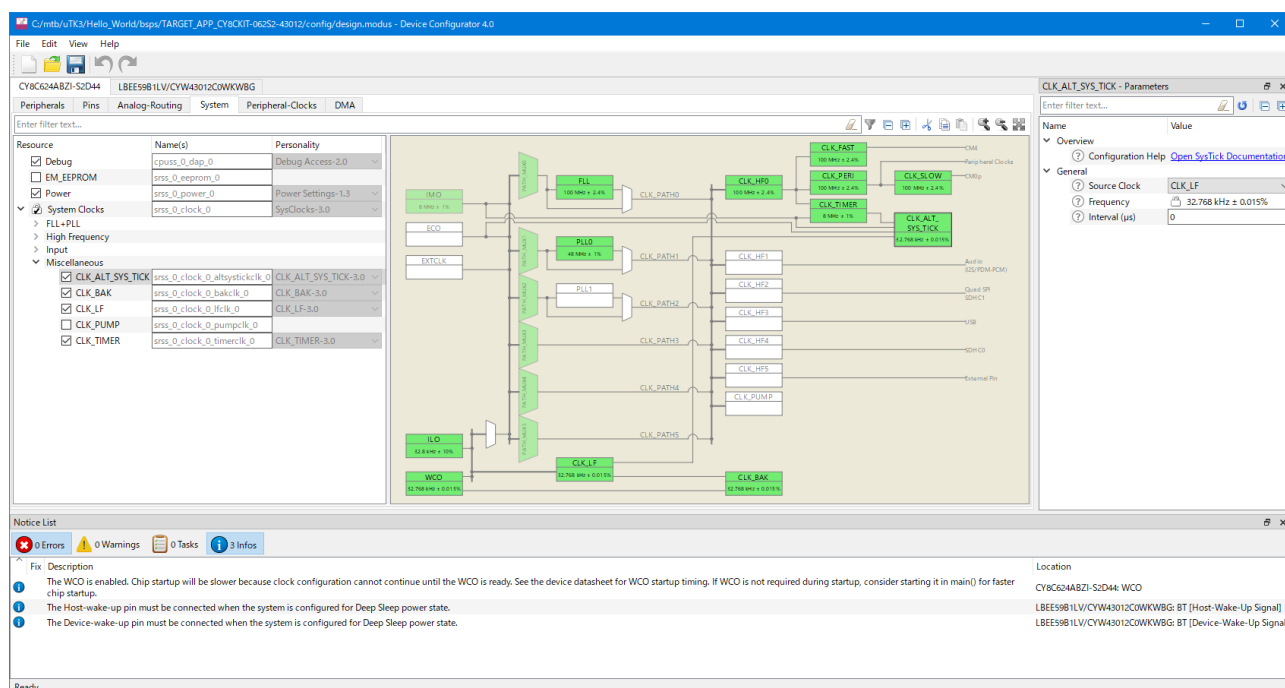 C:/mtb/uTK3/Hello_World/bsps/TARGET_APP_CY8CKIT-062S2-43012/config/design.modus - Device Configurator 4.0
File Edit View Help
CY8C624ABZI-S2D44 LBEE59B1LV/CYW43012C0WKWBG
Peripherals Pins Analog-Routing System Peripheral-Clocks DMA
Enter filter text...
Resource Name(s) Personality
Debug cpuss_0_dap_0 Debug Access-2.0
EM_EEPROM srss_0_eeprom_0
Power srss_0_power_0 Power Settings-1.3
System Clocks srss_0_clock_0 SysClocks-3.0
FLL+PLL
High Frequency
Input
Miscellaneous
CLK_ALT_SYS_TICK srss_0_clock_0_altsystickclk_0 CLK_ALT_SYS_TICK-3.0
CLK_BAK srss_0_clock_0_bakclk_0 CLK_BAK-3.0
CLK_LF srss_0_clock_0_lfclk_0 CLK_LF-3.0
CLK_PUMP srss_0_clock_0_pumpclk_0
CLK_TIMER srss_0_clock_0_timerclk_0 CLK_TIMER-3.0
IMO
8 MHz ± 1%
ECO
EXTCLK
ILO
32.8 kHz ± 10%
WCO
32.768 kHz ± 0.015%
PATH_MUX0
PATH_MUX1
PATH_MUX2
PATH_MUX3
PATH_MUX4
PATH_MUX5
FLL
100 MHz ± 2.4%
PLL0
48 MHz ± 1%
PLL1
CLK_LF
32.768 kHz ± 0.015%
CLK_PATH0
CLK_PATH1
CLK_PATH2
CLK_PATH3
CLK_PATH4
CLK_PATH5
CLK_HF0
100 MHz ± 2.4%
CLK_HF1
CLK_HF2
CLK_HF3
CLK_HF4
CLK_HF5
CLK_PUMP
CLK_BAK
32.768 kHz ± 0.015%
CLK_FAST
100 MHz ± 2.4%
CLK_PERI
100 MHz ± 2.4%
CLK_TIMER
8 MHz ± 1%
CLK_SLOW
100 MHz ± 2.4%
CLK_ALT_
SYS_TICK
32.768 kHz ± 0.015%
CM4
Peripheral Clocks
CM0p
Audio
(I2S/PDM-PCM)
Quad SPI
SDHC1
USB
SDHC0
External Pin
CLK_ALT_SYS_TICK - Parameters
Enter filter text...
Name Value
Overview
Configuration Help Open SysTick Documentation
General
Source Clock CLK_LF
Frequency 32.768 kHz ± 0.015%
Interval (µs) 0
Notice List
0 Errors 0 Warnings 0 Tasks 3 Infos
Fix Description Location
The WCO is enabled. Chip startup will be slower because clock configuration cannot continue until the WCO is ready. See the device datasheet for WCO startup timing. If WCO is not required during startup, consider starting it in main() for faster
chip startup.
CY8C624ABZI-S2D44: WCO
The Host-wake-up pin must be connected when the system is configured for Deep Sleep power state. LBEE59B1LV/CYW43012C0WKWBG: BT [Host-Wake-Up Signal]
The Device-wake-up pin must be connected when the system is configured for Deep Sleep power state. LBEE59B1LV/CYW43012C0WKWBG: BT [Device-Wake-Up Signal
Ready